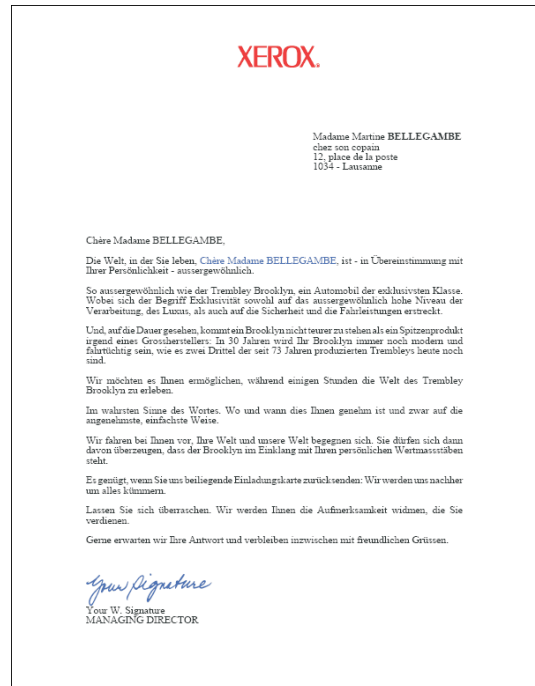 XEROX.
Madame Martine BELLEGAMBE
chez son copain
12, place de la poste
1034 - Lausanne
Chère Madame BELLEGAMBE,
Die Welt, in der Sie leben, Chère Madame BELLEGAMBE, ist - in Übereinstimmung mit
Ihrer Persönlichkeit - aussergewöhnlich.
So aussergewöhnlich wie der Trembley Brooklyn, ein Automobil der exklusivsten Klasse.
Wobei sich der Begriff Exklusivität sowohl auf das aussergewöhnlich hohe Niveau der
Verarbeitung, des Luxus, als auch auf die Sicherheit und die Fahrleistungen erstreckt.
Und, auf die Dauer gesehen, kommt ein Brooklyn nicht teurer zu stehen als ein Spitzenprodukt
irgend eines Grossherstellers: In 30 Jahren wird Ihr Brooklyn immer noch modern und
fahrtüchtig sein, wie es zwei Drittel der seit 73 Jahren produzierten Trembleys heute noch
sind.
Wir möchten es Ihnen ermöglichen, während einigen Stunden die Welt des Trembley
Brooklyn zu erleben.
Im wahrsten Sinne des Wortes. Wo und wann dies Ihnen genehm ist und zwar auf die
angenehmste, einfachste Weise.
Wir fahren bei Ihnen vor, Ihre Welt und unsere Welt begegnen sich. Sie dürfen sich dann
davon überzeugen, dass der Brooklyn im Einklang mit Ihren persönlichen Wertmassstäben
steht.
Es genügt, wenn Sie uns beiliegende Einladungskarte zurücksenden: Wir werden uns nachher
um alles kümmern.
Lassen Sie sich überraschen. Wir werden Ihnen die Aufmerksamkeit widmen, die Sie
verdienen.
Gerne erwarten wir Ihre Antwort und verbleiben inzwischen mit freundlichen Grüssen.
Your Signature
Your W. Signature
MANAGING DIRECTOR